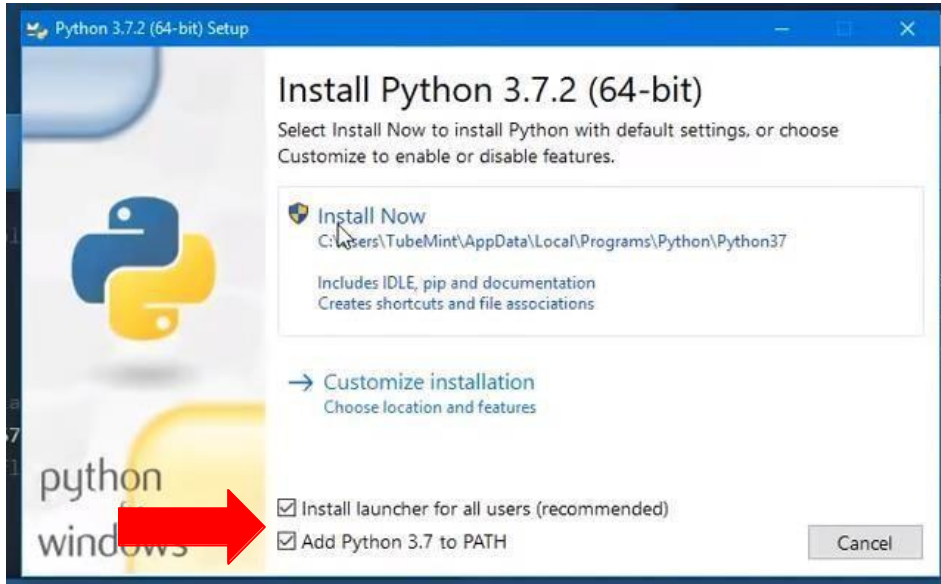 Python 3.7.2 (64-bit) Setup
Install Python 3.7.2 (64-bit)
Select Install Now to install Python with default settings, or choose
Customize to enable or disable features.
Install Now
C:\Users\TubeMint\AppData\Local\Programs\Python\Python37
Includes IDLE, pip and documentation
Creates shortcuts and file associations
Customize installation
Choose location and features
python
windows
Install launcher for all users (recommended)
Add Python 3.7 to PATH
Cancel